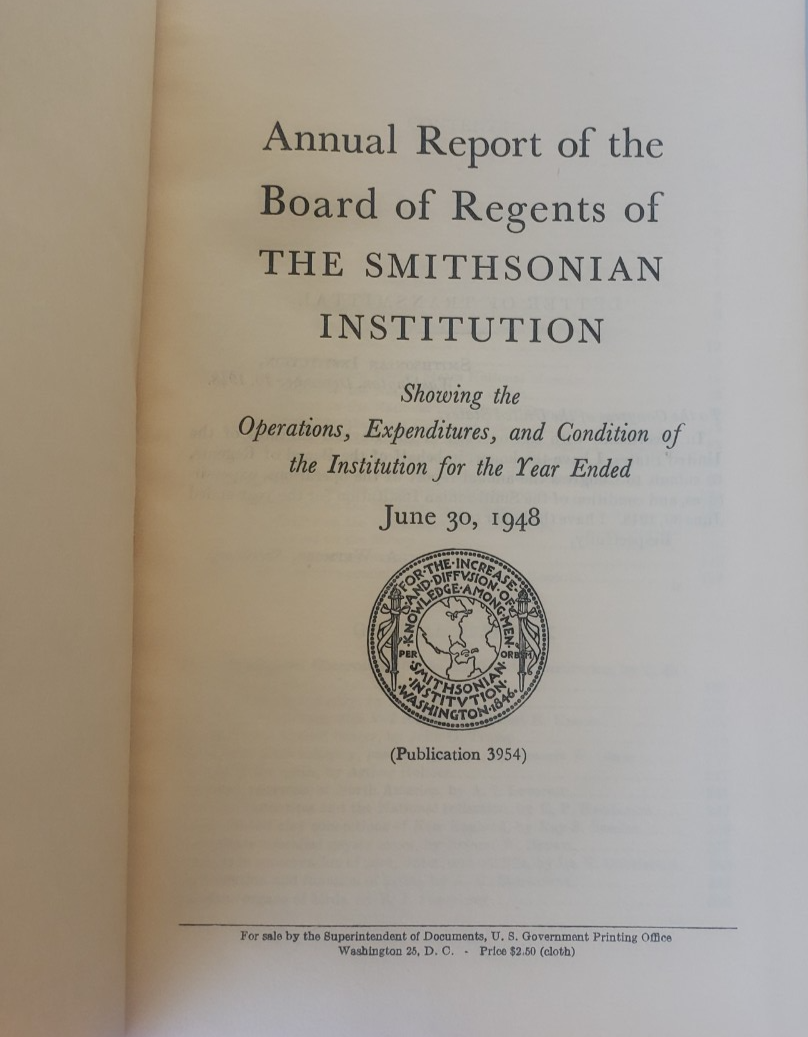 Annual Report of the
Board of Regents of
THE SMITHSONIAN
INSTITUTION
Showing the
Operations, Expenditures, and Condition of
the Institution for the Year Ended
June 30, 1948
FOR·THE·INCREASE·
AND·DIFFVSION·OF
KNOWLEDGE·AMONG·MEN
PER ORBEM
·SMITHSONIAN·
·INSTITVTION·
·WASHINGTON·1846·
(Publication 3954)
For sale by the Superintendent of Documents, U. S. Government Printing Office
Washington 25, D. C. - Price $2.50 (cloth)